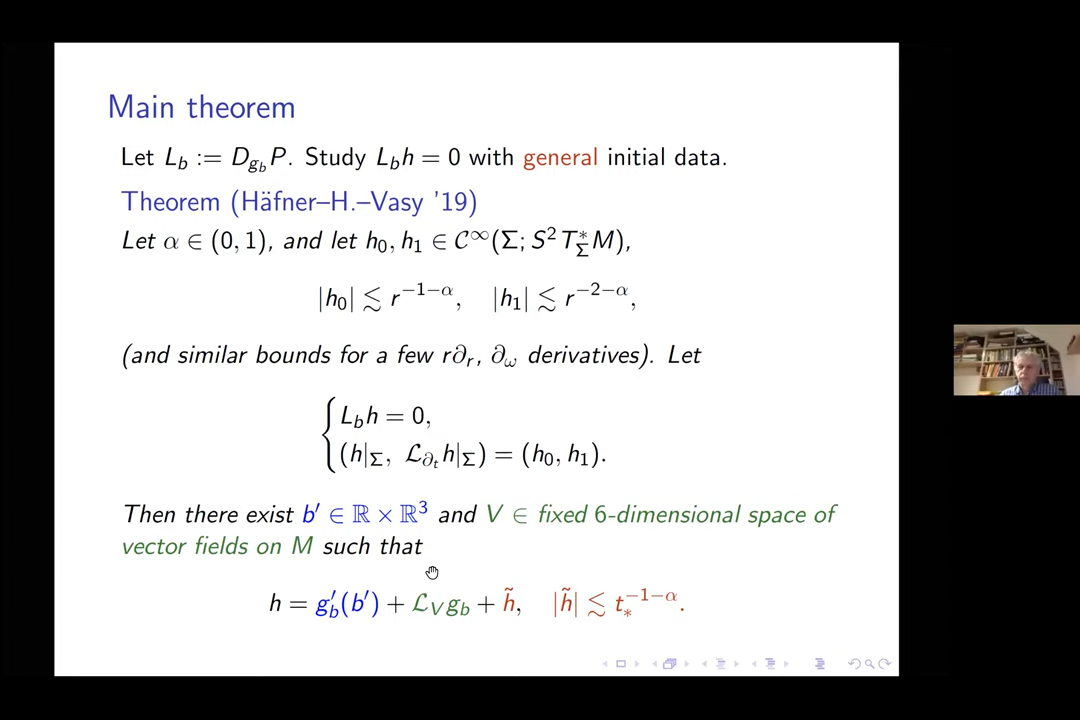 Main theorem
Let L_b := D_{g_b}P. Study L_b h = 0 with general initial data.
Theorem (Häfner–H.–Vasy ’19)
Let α ∈ (0, 1), and let h_0, h_1 ∈ 𝒞^∞(Σ; S^2 T^*_Σ M),
|h_0| ≲ r^{−1−α}, |h_1| ≲ r^{−2−α},
(and similar bounds for a few r∂_r, ∂_ω derivatives). Let
{ L_b h = 0,
(h|_Σ, ℒ_{∂_t} h|_Σ) = (h_0, h_1).
Then there exist b′ ∈ ℝ × ℝ^3 and V ∈ fixed 6-dimensional space of
vector fields on M such that
h = g′_b(b′) + ℒ_V g_b + h̃, |h̃| ≲ t_*^{−1−α}.